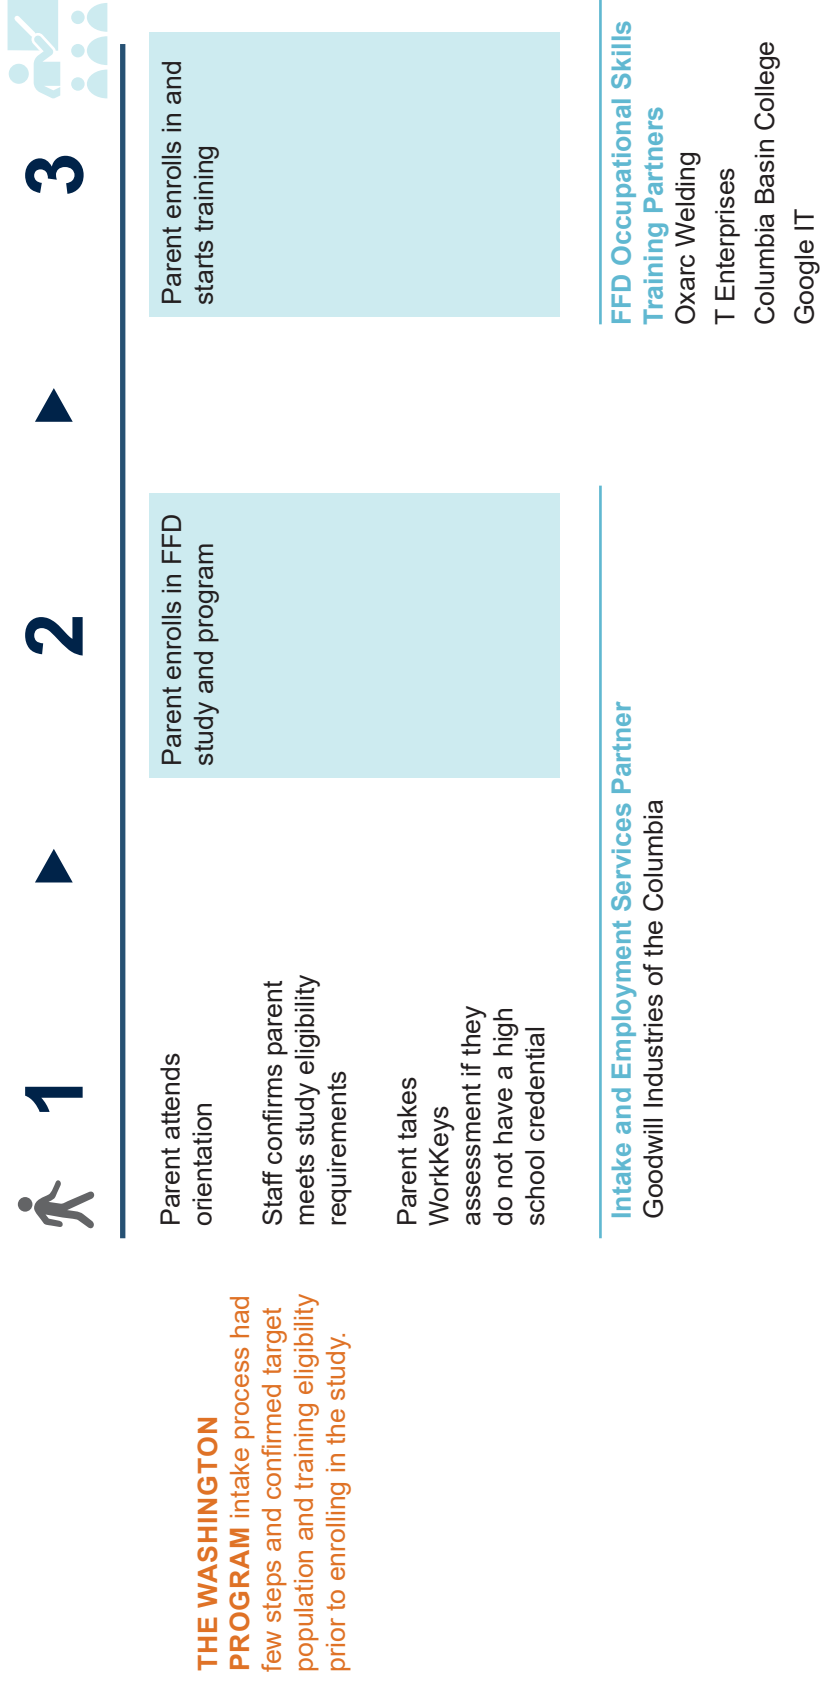 THE WASHINGTON
PROGRAM intake process had
few steps and confirmed target
population and training eligibility
prior to enrolling in the study.
1
2
3
Parent attends
orientation
Staff confirms parent
meets study eligibility
requirements
Parent takes
WorkKeys
assessment if they
do not have a high
school credential
Parent enrolls in FFD
study and program
Parent enrolls in and
starts training
Intake and Employment Services Partner
Goodwill Industries of the Columbia
FFD Occupational Skills
Training Partners
Oxarc Welding
T Enterprises
Columbia Basin College
Google IT